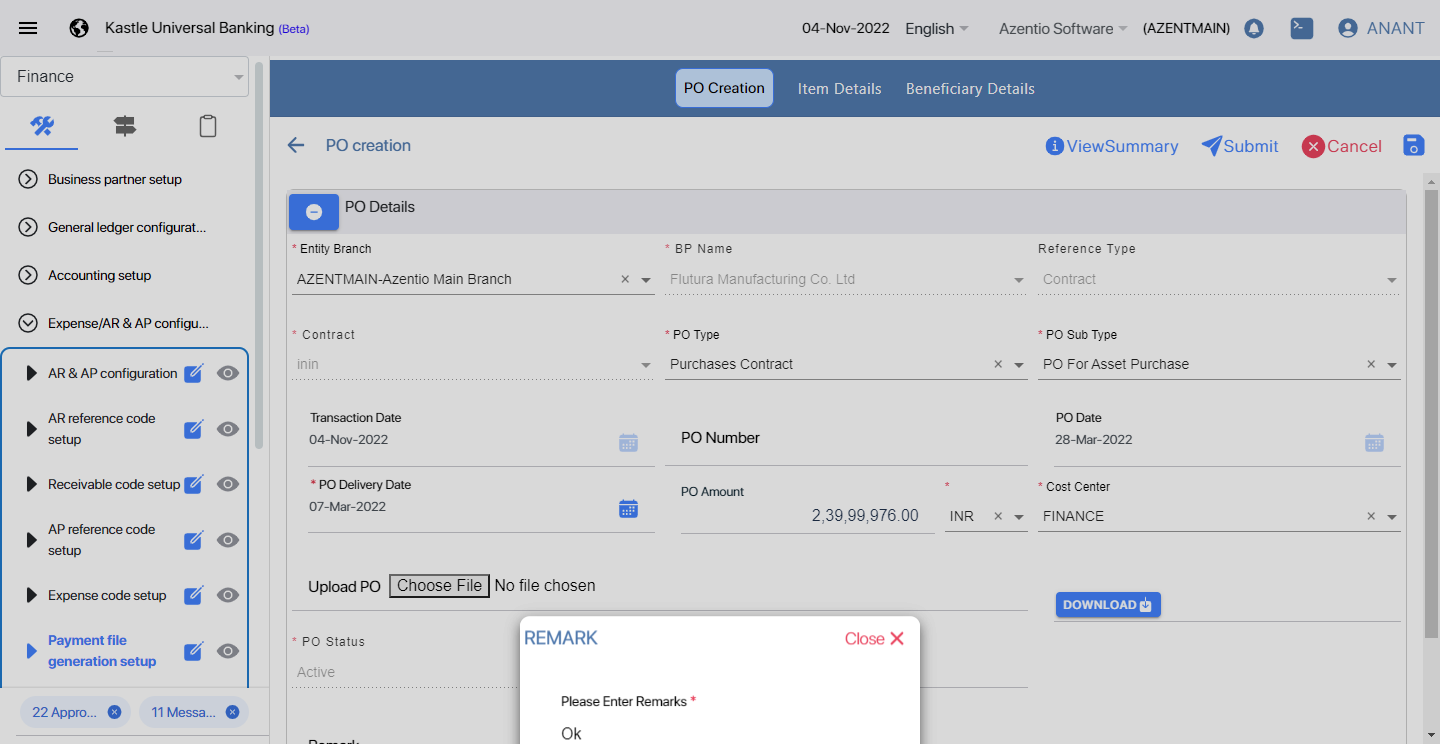 Kastle Universal Banking (Beta)
04-Nov-2022 English Azentio Software (AZENTMAIN) ANANT
Finance
PO Creation Item Details Beneficiary Details
PO creation
ViewSummary Submit Cancel
Business partner setup
General ledger configurat...
Accounting setup
Expense/AR & AP configu...
AR & AP configuration
AR reference code
setup
Receivable code setup
AP reference code
setup
Expense code setup
Payment file
generation setup
22 Appro... 11 Messa...
PO Details
* Entity Branch * BP Name Reference Type
AZENTMAIN-Azentio Main Branch Flutura Manufacturing Co. Ltd Contract
* Contract * PO Type * PO Sub Type
inin Purchases Contract PO For Asset Purchase
Transaction Date PO Number PO Date
04-Nov-2022 28-Mar-2022
* PO Delivery Date PO Amount * * Cost Center
07-Mar-2022 2,39,99,976.00 INR FINANCE
Upload PO Choose File No file chosen
DOWNLOAD
* PO Status
Active
Remark
REMARK Close
Please Enter Remarks *
Ok